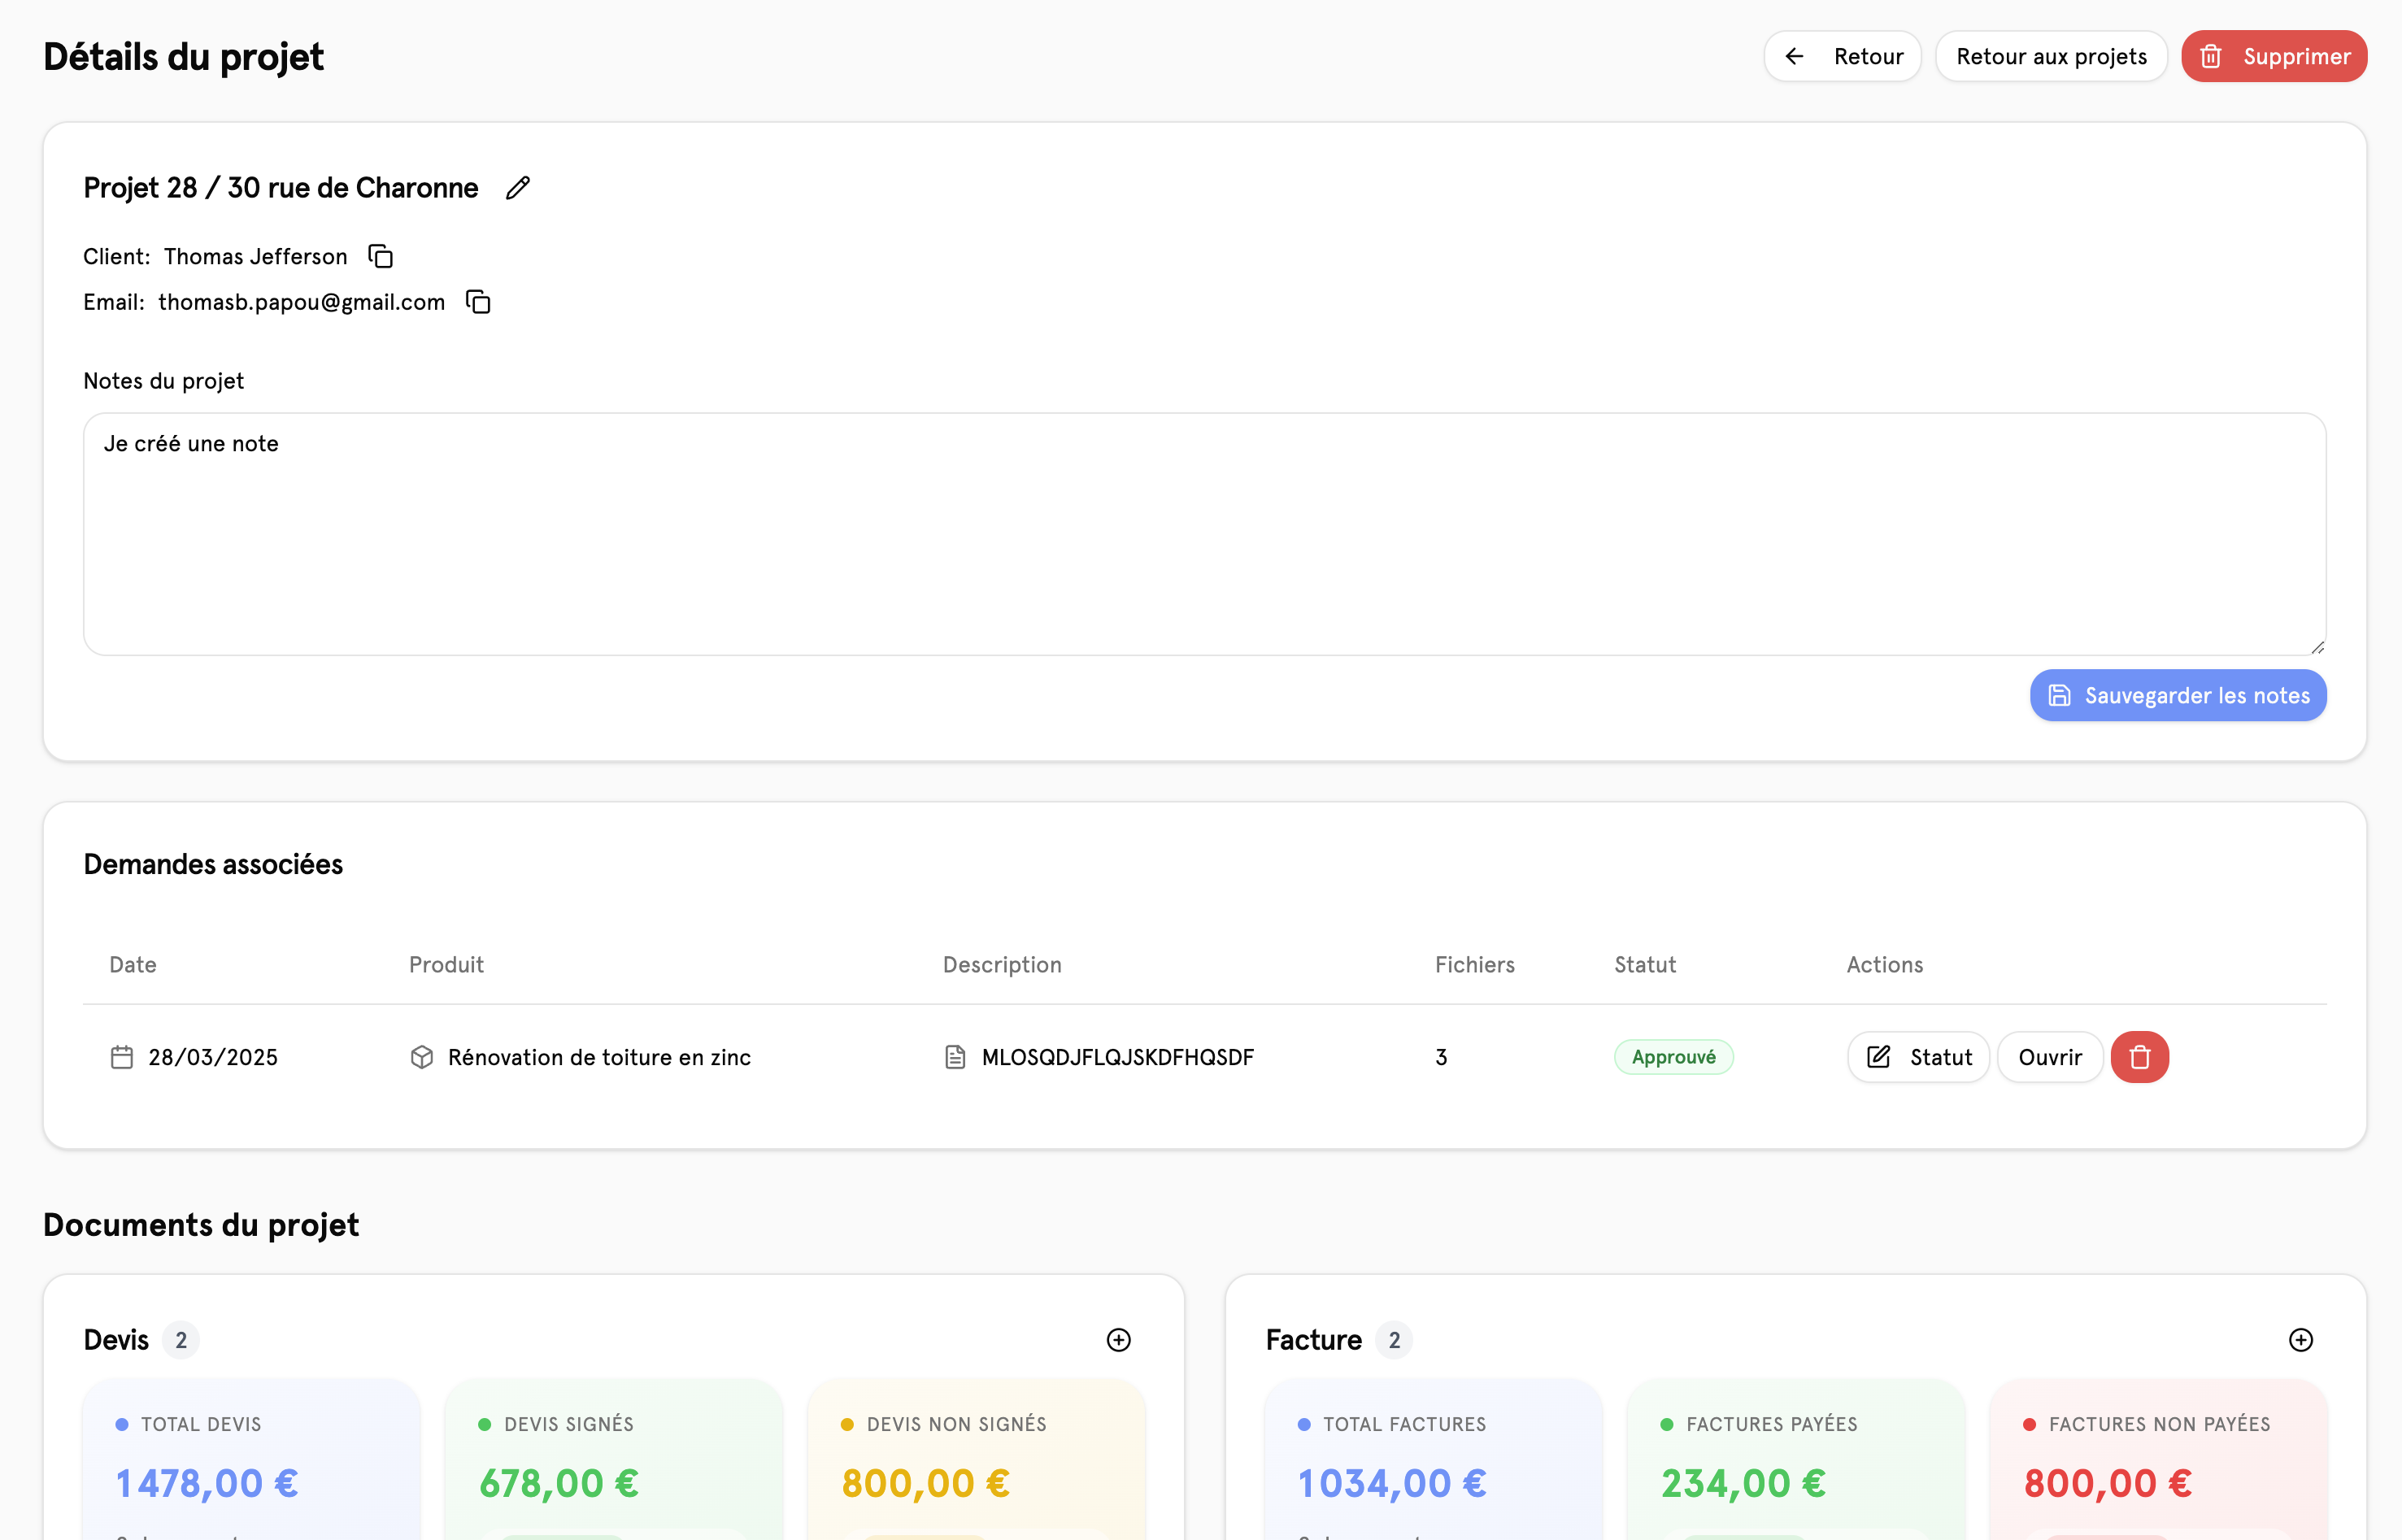 Détails du projet
Retour
Retour aux projets
Supprimer
Projet 28 / 30 rue de Charonne
Client: Thomas Jefferson
Email: thomasb.papou@gmail.com
Notes du projet
Je créé une note
Sauvegarder les notes
Demandes associées
Date Produit Description Fichiers Statut Actions
28/03/2025 Rénovation de toiture en zinc MLOSQDJFLQJSKDFHQSDF 3 Approuvé Statut Ouvrir
Documents du projet
Devis 2
TOTAL DEVIS
1 478,00 €
DEVIS SIGNÉS
678,00 €
DEVIS NON SIGNÉS
800,00 €
Facture 2
TOTAL FACTURES
1 034,00 €
FACTURES PAYÉES
234,00 €
FACTURES NON PAYÉES
800,00 €